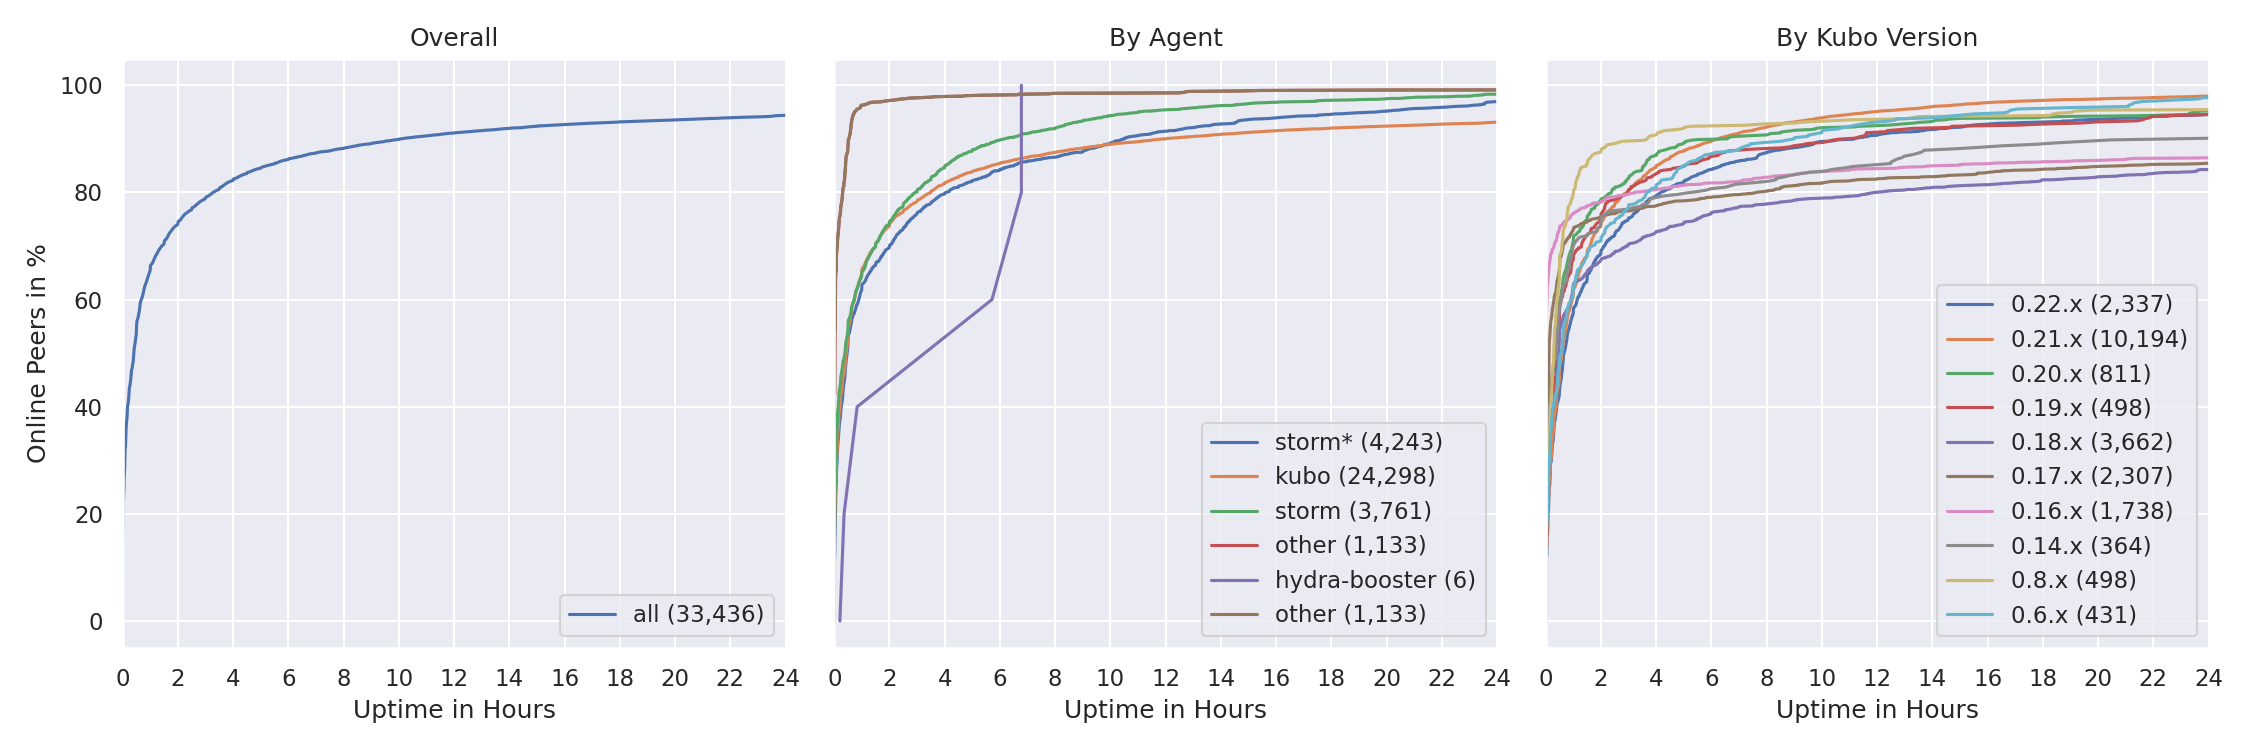 Overall
By Agent
By Kubo Version
Online Peers in %
100
80
60
40
20
0
all (33,436)
0 2 4 6 8 10 12 14 16 18 20 22 24
Uptime in Hours
storm* (4,243)
kubo (24,298)
storm (3,761)
other (1,133)
hydra-booster (6)
other (1,133)
0 2 4 6 8 10 12 14 16 18 20 22 24
Uptime in Hours
0.22.x (2,337)
0.21.x (10,194)
0.20.x (811)
0.19.x (498)
0.18.x (3,662)
0.17.x (2,307)
0.16.x (1,738)
0.14.x (364)
0.8.x (498)
0.6.x (431)
0 2 4 6 8 10 12 14 16 18 20 22 24
Uptime in Hours